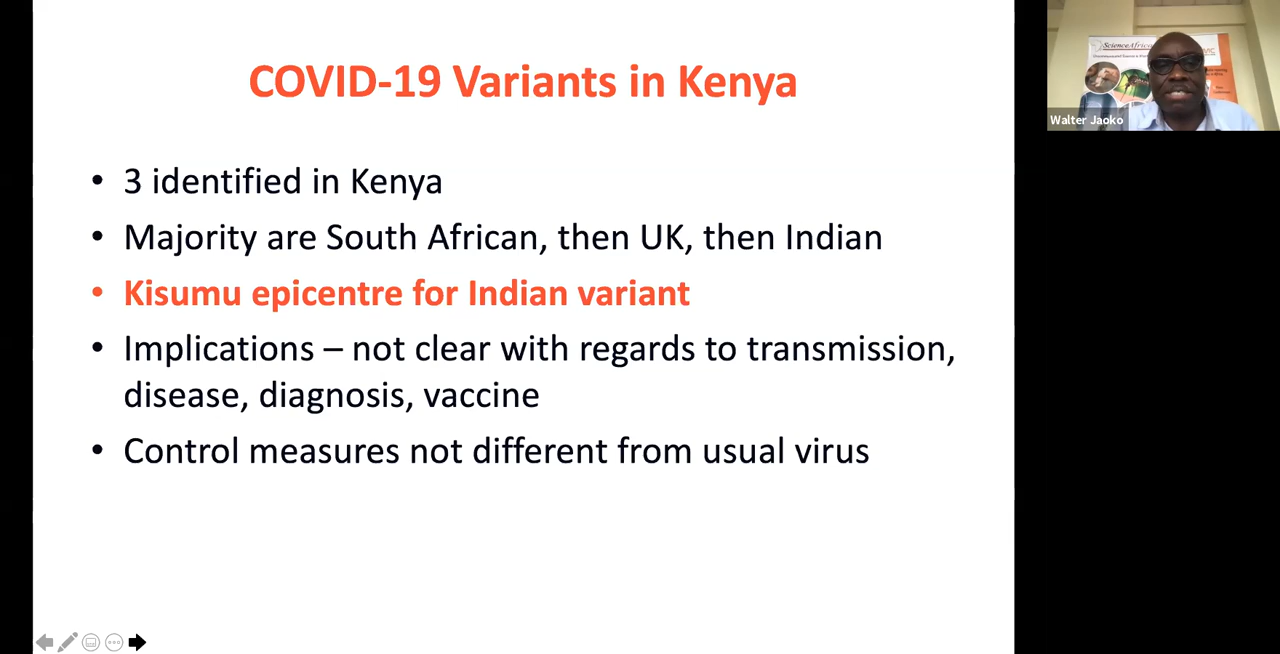 COVID-19 Variants in Kenya
• 3 identified in Kenya
• Majority are South African, then UK, then Indian
• Kisumu epicentre for Indian variant
• Implications – not clear with regards to transmission,
disease, diagnosis, vaccine
• Control measures not different from usual virus
ScienceAfrica
Walter Jaoko